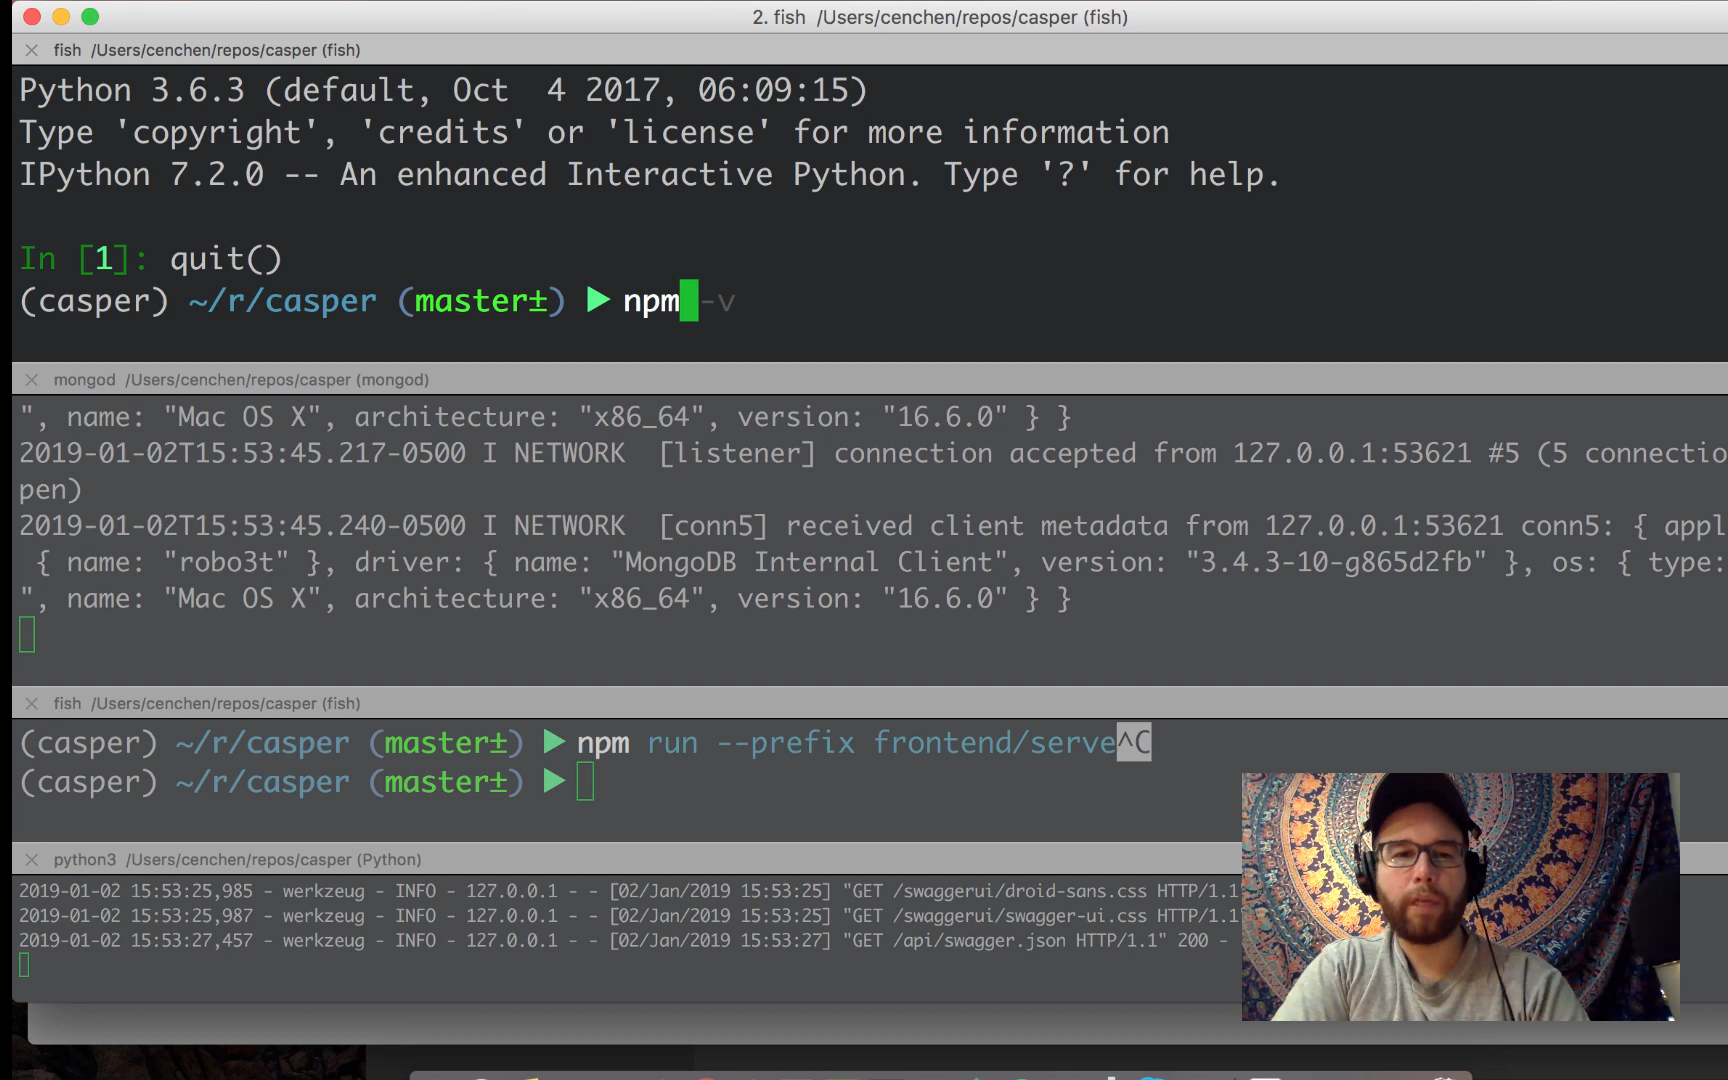 2. fish /Users/cenchen/repos/casper (fish)
fish /Users/cenchen/repos/casper (fish)
Python 3.6.3 (default, Oct  4 2017, 06:09:15)
Type 'copyright', 'credits' or 'license' for more information
IPython 7.2.0 -- An enhanced Interactive Python. Type '?' for help.
In [1]: quit()
(casper) ~/r/casper (master±) ▶ npm -v
mongod /Users/cenchen/repos/casper (mongod)
", name: "Mac OS X", architecture: "x86_64", version: "16.6.0" } }
2019-01-02T15:53:45.217-0500 I NETWORK  [listener] connection accepted from 127.0.0.1:53621 #5 (5 connectio
pen)
2019-01-02T15:53:45.240-0500 I NETWORK  [conn5] received client metadata from 127.0.0.1:53621 conn5: { appl
{ name: "robo3t" }, driver: { name: "MongoDB Internal Client", version: "3.4.3-10-g865d2fb" }, os: { type:
", name: "Mac OS X", architecture: "x86_64", version: "16.6.0" } }
fish /Users/cenchen/repos/casper (fish)
(casper) ~/r/casper (master±) ▶ npm run --prefix frontend/serve^C
(casper) ~/r/casper (master±) ▶
python3 /Users/cenchen/repos/casper (Python)
2019-01-02 15:53:25,985 - werkzeug - INFO - 127.0.0.1 - - [02/Jan/2019 15:53:25] "GET /swaggerui/droid-sans.css HTTP/1.1
2019-01-02 15:53:25,987 - werkzeug - INFO - 127.0.0.1 - - [02/Jan/2019 15:53:25] "GET /swaggerui/swagger-ui.css HTTP/1.1
2019-01-02 15:53:27,457 - werkzeug - INFO - 127.0.0.1 - - [02/Jan/2019 15:53:27] "GET /api/swagger.json HTTP/1.1" 200 -